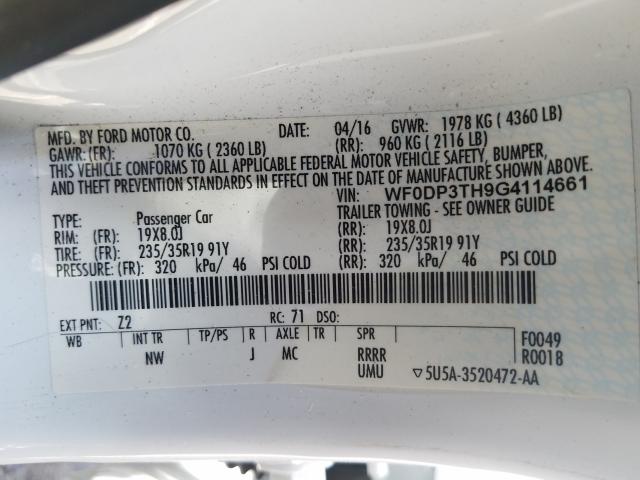 MFD. BY FORD MOTOR CO. DATE: 04/16 GVWR: 1978 KG ( 4360 LB)
GAWR: (FR): 1070 KG ( 2360 LB) (RR): 960 KG ( 2116 LB)
THIS VEHICLE CONFORMS TO ALL APPLICABLE FEDERAL MOTOR VEHICLE SAFETY, BUMPER,
AND THEFT PREVENTION STANDARDS IN EFFECT ON THE DATE OF MANUFACTURE SHOWN ABOVE.
VIN: WF0DP3TH9G4114661
TYPE: Passenger Car TRAILER TOWING - SEE OWNER GUIDE
RIM: (FR): 19X8.0J (RR): 19X8.0J
TIRE: (FR): 235/35R19 91Y (RR): 235/35R19 91Y
PRESSURE: (FR): 320 kPa/ 46 PSI COLD (RR): 320 kPa/ 46 PSI COLD
EXT PNT: Z2 RC: 71 DSO:
WB INT TR TP/PS R AXLE TR SPR F0049
NW J MC RRRR R0018
UMU ▽5U5A-3520472-AA